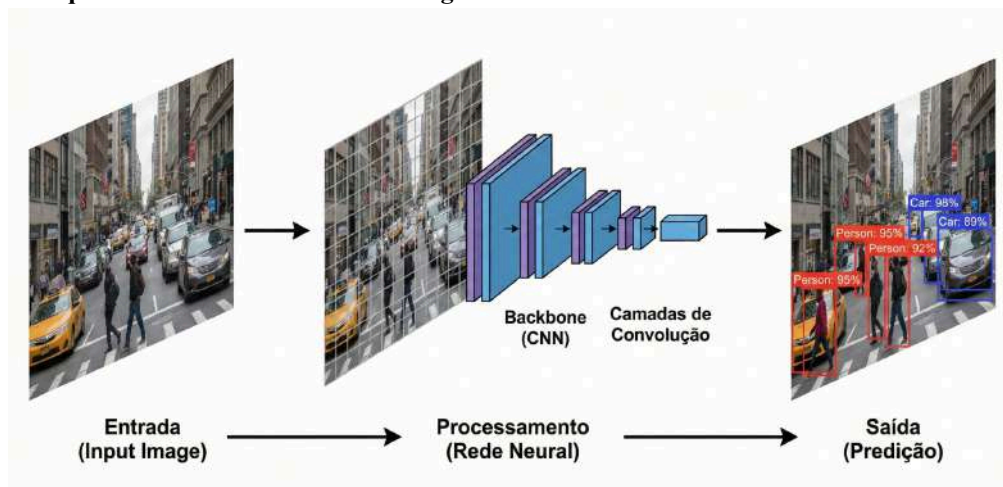 Car: 98%
Car: 89%
Person: 95%
Person: 92%
Person: 95%
Backbone
(CNN)
Camadas de
Convolução
Entrada
(Input Image)
Processamento
(Rede Neural)
Saída
(Predição)